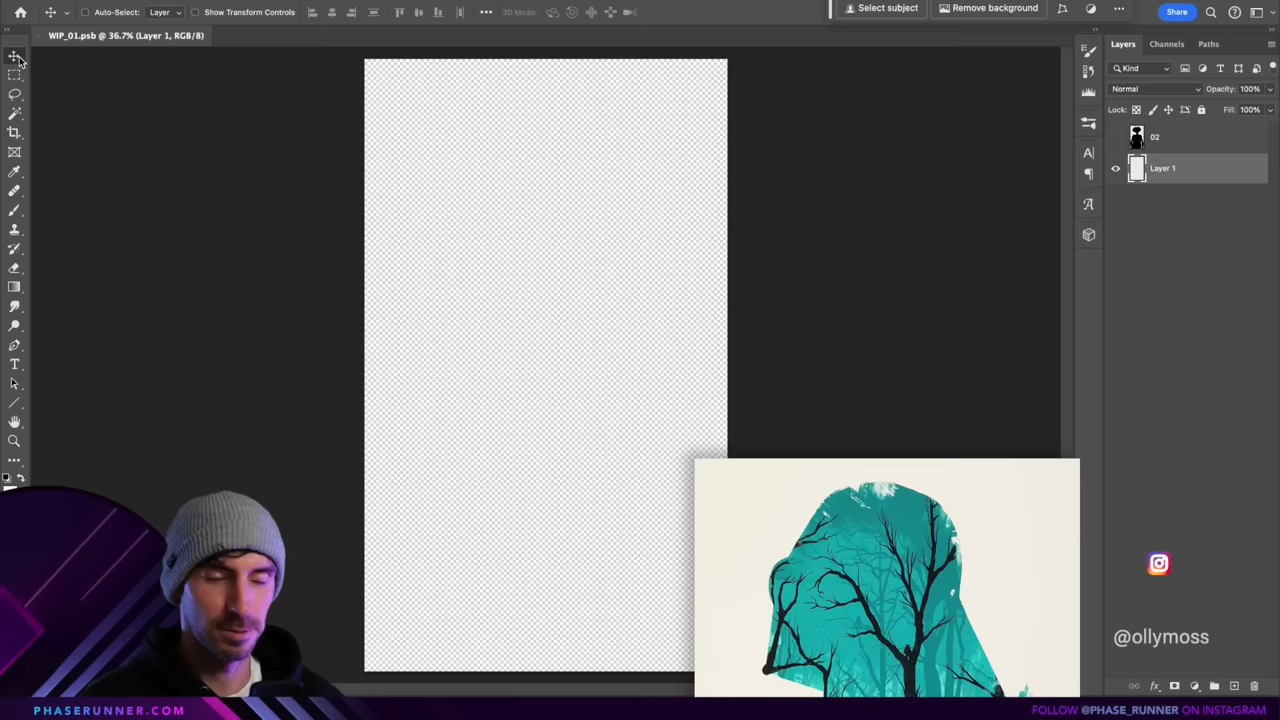 Auto-Select:
Layer
Show Transform Controls
3D Mode:
Select subject
Remove background
Share
WIP_01.psb @ 36.7% (Layer 1, RGB/8)
Layers
Channels
Paths
Kind
Normal
Opacity: 100%
Lock:
Fill: 100%
02
Layer 1
@ollymoss
PHASERUNNER.COM
FOLLOW @PHASE_RUNNER ON INSTAGRAM